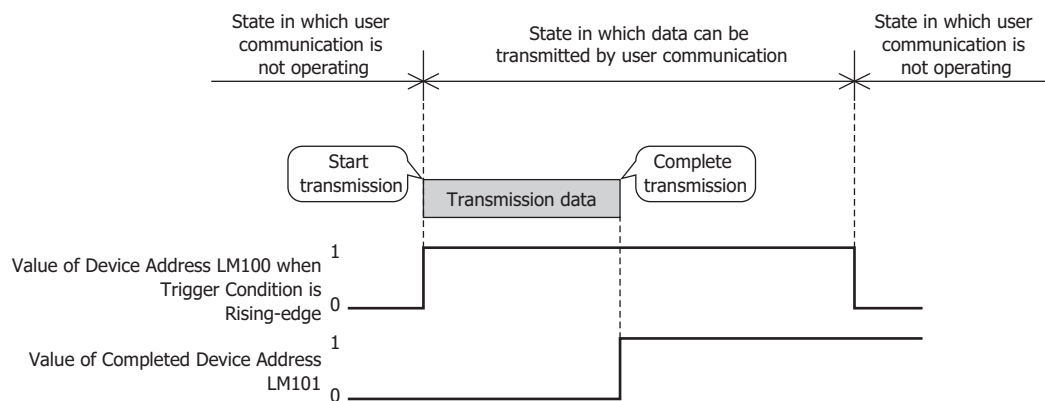 State in which user
communication is
not operating
State in which data can be
transmitted by user communication
State in which user
communication is
not operating
Start
transmission
Complete
transmission
Transmission data
Value of Device Address LM100 when
Trigger Condition is
Rising-edge
1
0
Value of Completed Device Address
LM101
1
0